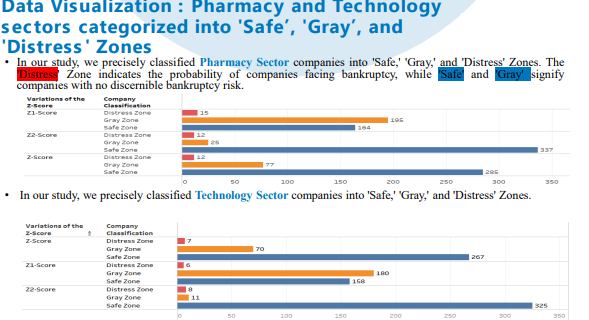 Data Visualization : Pharmacy and Technology
sectors categorized into 'Safe', 'Gray', and
'Distress' Zones
• In our study, we precisely classified Pharmacy Sector companies into 'Safe,' 'Gray,' and 'Distress' Zones. The
'Distress' Zone indicates the probability of companies facing bankruptcy, while 'Safe' and 'Gray' signify
companies with no discernible bankruptcy risk.
Variations of the Z-Score Company Classification
Z1-Score Distress Zone 15
Gray Zone 195
Safe Zone 164
Z2-Score Distress Zone 12
Gray Zone 25
Safe Zone 337
Z-Score Distress Zone 12
Gray Zone 77
Safe Zone 285
0 50 100 150 200 250 300 350
• In our study, we precisely classified Technology Sector companies into 'Safe,' 'Gray,' and 'Distress' Zones.
Variations of the Z-Score Company Classification
Z-Score Distress Zone 7
Gray Zone 70
Safe Zone 267
Z1-Score Distress Zone 6
Gray Zone 180
Safe Zone 158
Z2-Score Distress Zone 8
Gray Zone 11
Safe Zone 325
0 50 100 150 200 250 300 350